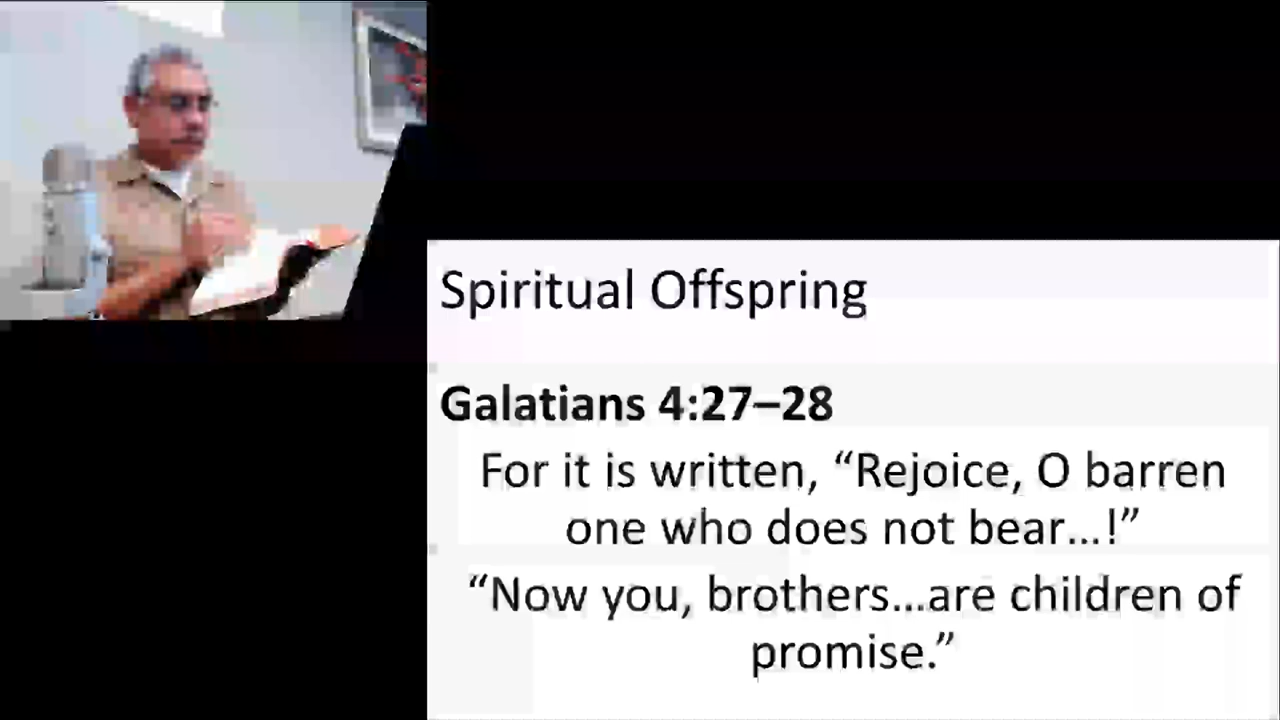 Spiritual Offspring
Galatians 4:27–28
For it is written, “Rejoice, O barren
one who does not bear...!”
“Now you, brothers...are children of
promise.”